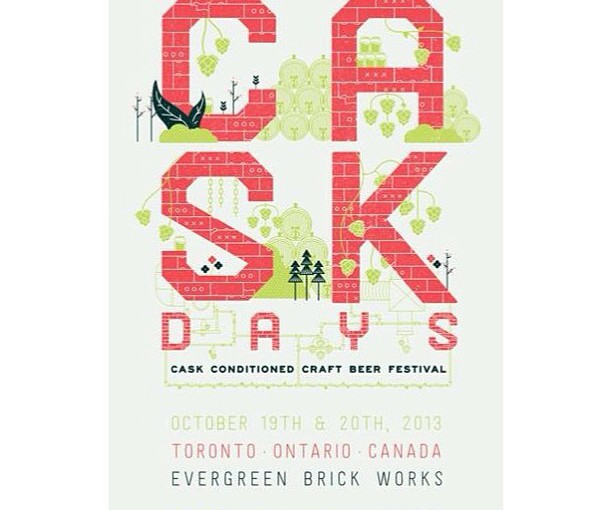 CA
SK
DAYS
CASK CONDITIONED CRAFT BEER FESTIVAL
OCTOBER 19TH & 20TH, 2013
TORONTO · ONTARIO · CANADA
EVERGREEN BRICK WORKS